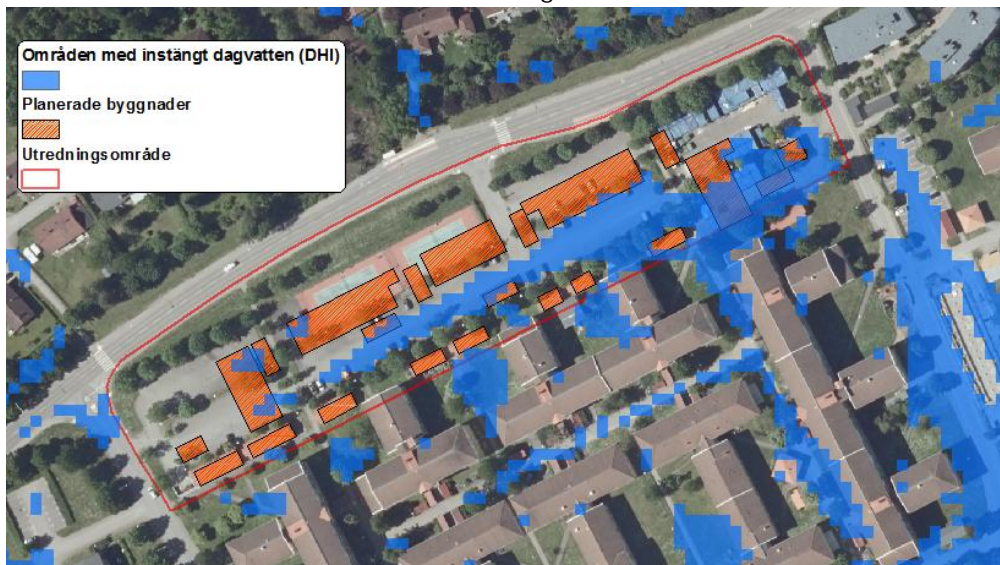 Områden med instängt dagvatten (DHI)
Planerade byggnader
Utredningsområde